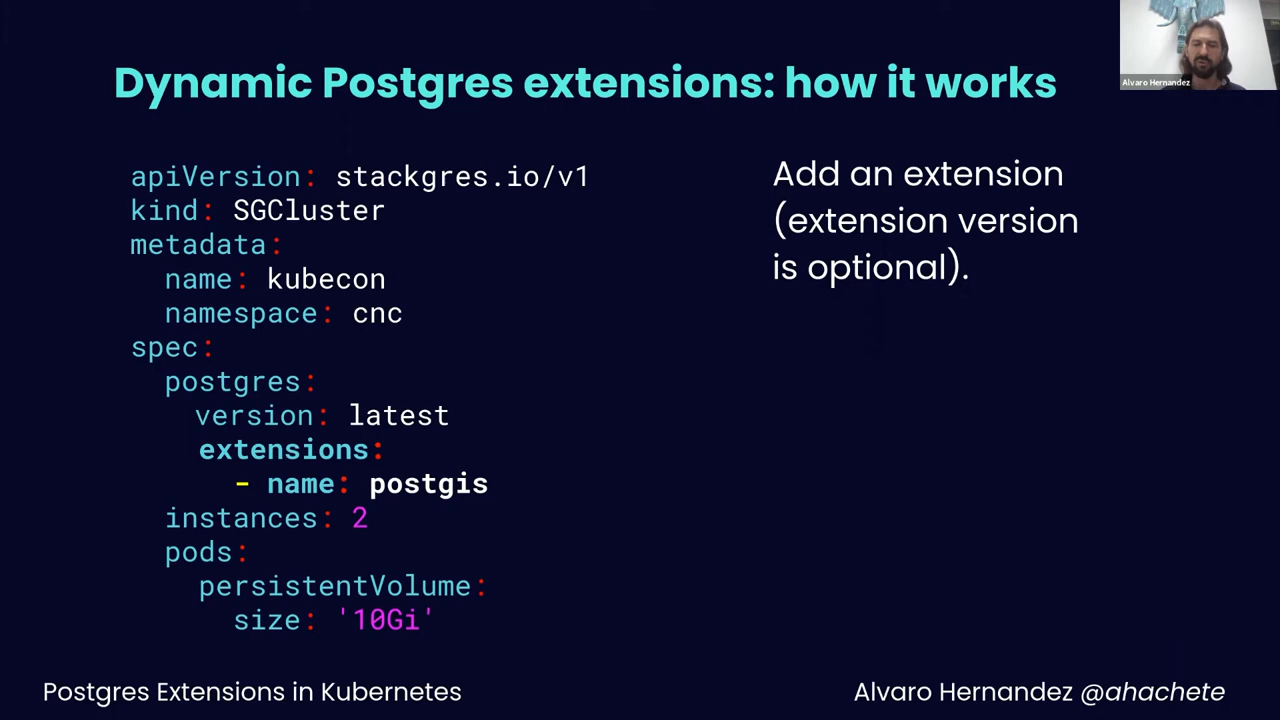 Dynamic Postgres extensions: how it works
Alvaro Hernandez
apiVersion: stackgres.io/v1
kind: SGCluster
metadata:
  name: kubecon
  namespace: cnc
spec:
  postgres:
    version: latest
    extensions:
      - name: postgis
  instances: 2
  pods:
    persistentVolume:
      size: '10Gi'
Add an extension
(extension version
is optional).
Postgres Extensions in Kubernetes
Alvaro Hernandez @ahachete